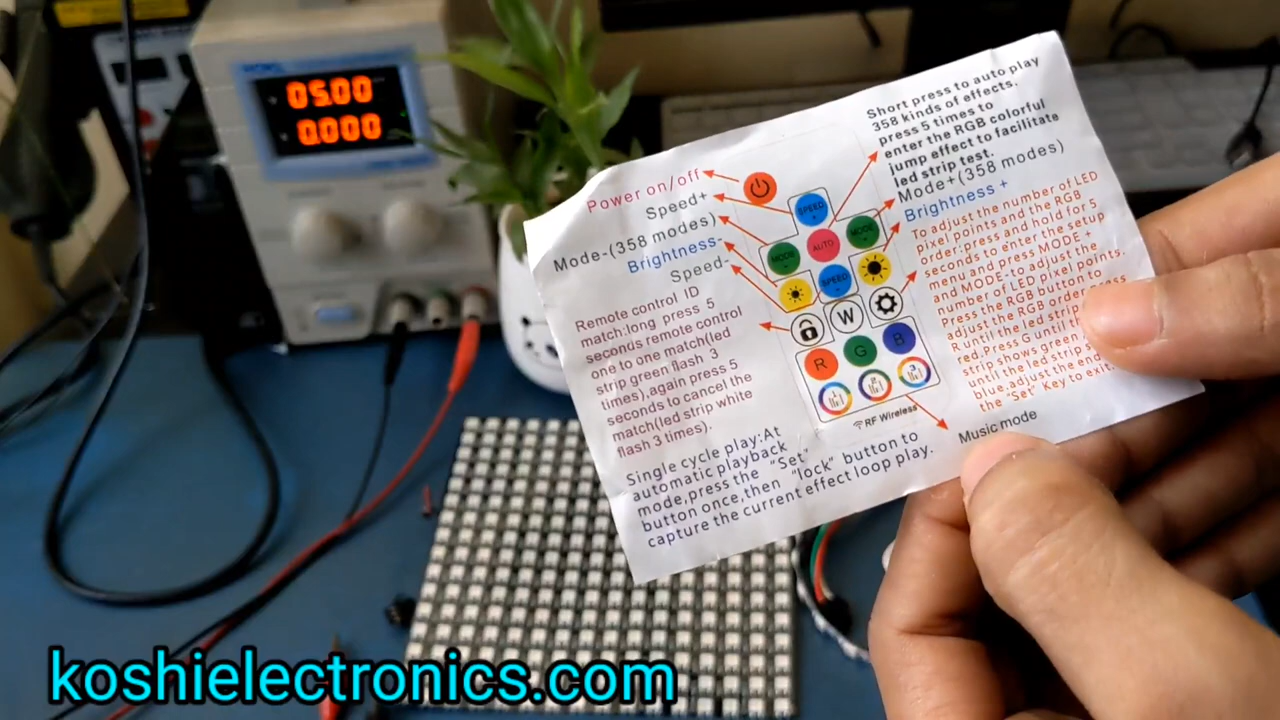 05.00
0.000
Power on/off
Speed+
Mode-(358 modes)
Brightness-
Speed-
Remote control ID
match:long press 5
seconds remote control
one to one match(led
strip green flash 3
times),again press 5
seconds to cancel the
match(led strip white
flash 3 times).
Single cycle play:At
automatic playback
mode,press the "Set"
button once,then "lock" button to
capture the current effect loop play.
SPEED
+
MODE
-
AUTO
MODE
+
SPEED
-
W
R
G
B
RF Wireless
Short press to auto play
358 kinds of effects.
press 5 times to
enter the RGB colorful
jump effect to facilitate
led strip test.
Mode+(358 modes)
Brightness +
To adjust the number of LED
pixel points and the RGB
order:press and hold for 5
seconds to enter the setup
menu and press MODE +
and MODE-to adjust the
number of LED pixel points.
Press the RGB button to
adjust the RGB order,press
R until the led strip
red.Press G until th
strip shows green
until the led strip
blue,adjust the end
the "Set" Key to exit.
Music mode
koshielectronics.com